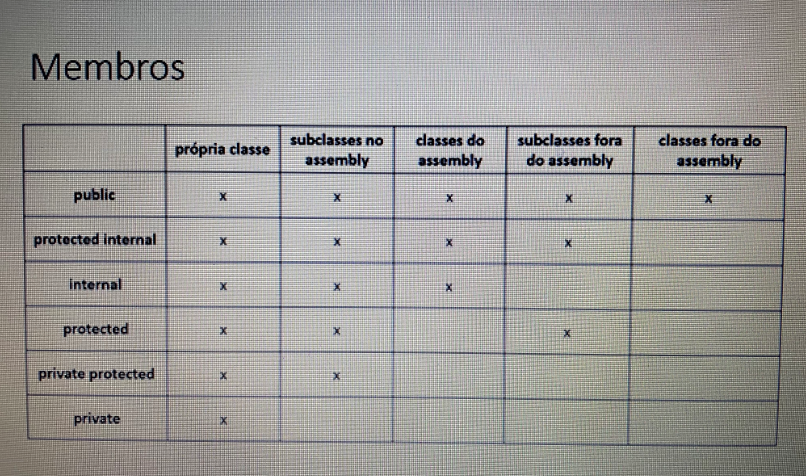 Membros
própria classe subclasses no assembly classes do assembly subclasses fora do assembly classes fora do assembly
public x x x x x
protected internal x x x x
internal x x x
protected x x x
private protected x x
private x